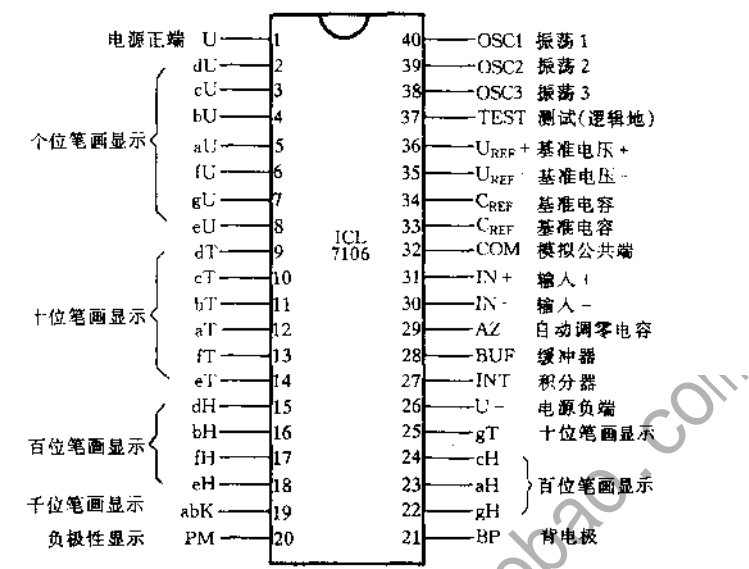 电源正端 U 1
dU 2
cU 3
bU 4
个位笔画显示 aU 5
fU 6
gU 7
eU 8
dT 9
cT 10
bT 11
十位笔画显示 aT 12
fT 13
eT 14
dH 15
百位笔画显示 bH 16
fH 17
eH 18
千位笔画显示 abK 19
负极性显示 PM 20
ICL
7106
40 OSC1 振荡1
39 OSC2 振荡2
38 OSC3 振荡3
37 TEST 测试(逻辑地)
36 UREF + 基准电压 +
35 UREF - 基准电压 -
34 CREF 基准电容
33 CREF 基准电容
32 COM 模拟公共端
31 IN + 输入 +
30 IN - 输入 -
29 AZ 自动调零电容
28 BUF 缓冲器
27 INT 积分器
26 U - 电源负端
25 gT 十位笔画显示
24 cH
23 aH 百位笔画显示
22 gH
21 BP 背电极